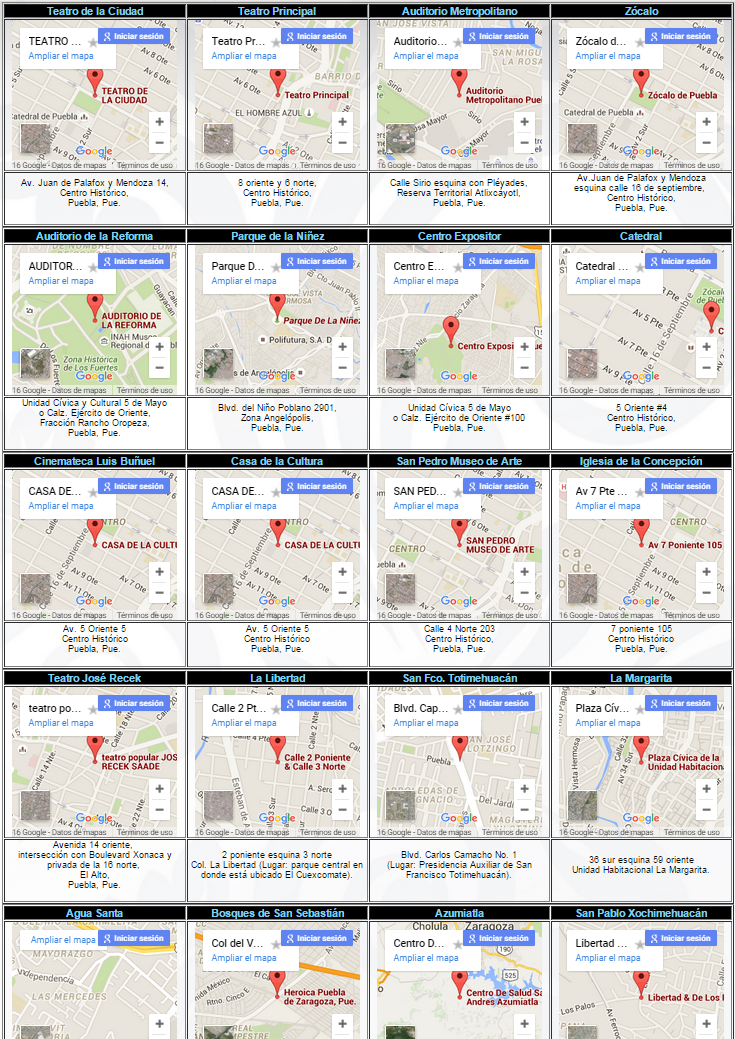 Teatro de la Ciudad
Teatro Principal
Auditorio Metropolitano
Zócalo
TEATRO ...
Iniciar sesión
Ampliar el mapa
TEATRO DE
LA CIUDAD
Teatro Pr...
Iniciar sesión
Ampliar el mapa
Teatro Principal
EL HOMBRE AZUL
Auditorio...
Iniciar sesión
Ampliar el mapa
Auditorio
Metropolitano Pue
Zócalo d...
Iniciar sesión
Ampliar el mapa
Zócalo de Puebla
Catedral de Puebla
Google
16 Google - Datos de mapas Términos de uso
16 Google - Datos de mapas Términos de uso
16 Google - Datos de mapas Términos de uso
16 Google - Datos de mapas Términos de uso
Av. Juan de Palafox y Mendoza 14,
Centro Histórico,
Puebla, Pue.
8 oriente y 6 norte,
Centro Histórico,
Puebla, Pue.
Calle Sirio esquina con Pléyades,
Reserva Territorial Atlixcáyotl,
Puebla, Pue.
Av.Juan de Palafox y Mendoza
esquina calle 16 de septiembre,
Centro Histórico,
Puebla, Pue.
Auditorio de la Reforma
Parque de la Niñez
Centro Expositor
Catedral
AUDITOR...
Iniciar sesión
Ampliar el mapa
AUDITORIO DE
LA REFORMA
INAH Museo
Regional de
Zona Histórica
de Los Fuertes
Parque D...
Iniciar sesión
Ampliar el mapa
Parque De La Niñez
Polifutura, S.A. D
s de Angelópolis
Centro E...
Iniciar sesión
Ampliar el mapa
Centro Expositor
Catedral ...
Iniciar sesión
Ampliar el mapa
Av 5 Pte
Av 7 Pte
Av 9 Pte
Calle 16 de Septiembre
16 Google - Datos de mapas Términos de uso
16 Google - Datos de mapas Términos de uso
16 Google - Datos de mapas Términos de uso
16 Google - Datos de mapas Términos de uso
Unidad Cívica y Cultural 5 de Mayo
o Calz. Ejército de Oriente,
Fracción Rancho Oropeza,
Puebla, Pue.
Blvd. del Niño Poblano 2901,
Zona Angelópolis,
Puebla, Pue.
Unidad Cívica 5 de Mayo
o Calz. Ejército de Oriente #100
Puebla, Pue.
5 Oriente #4
Centro Histórico,
Puebla, Pue.
Cinemateca Luis Buñuel
Casa de la Cultura
San Pedro Museo de Arte
Iglesia de la Concepción
CASA DE...
Iniciar sesión
Ampliar el mapa
CASA DE LA CULTU
CASA DE...
Iniciar sesión
Ampliar el mapa
CASA DE LA CULTU
SAN PED...
Iniciar sesión
Ampliar el mapa
SAN PEDRO
MUSEO DE ARTE
CENTRO
Av 7 Pte ...
Iniciar sesión
Ampliar el mapa
Av 7 Poniente 105
CENTRO
16 Google - Datos de mapas Términos de uso
16 Google - Datos de mapas Términos de uso
16 Google - Datos de mapas Términos de uso
16 Google - Datos de mapas Términos de uso
Av. 5 Oriente 5
Centro Histórico
Puebla, Pue.
Av. 5 Oriente 5
Centro Histórico
Puebla, Pue.
Calle 4 Norte 203
Centro Histórico,
Puebla, Pue.
7 poniente 105
Centro Histórico
Puebla, Pue.
Teatro José Recek
La Libertad
San Fco. Totimehuacán
La Margarita
teatro po...
Iniciar sesión
Ampliar el mapa
teatro popular JOS
RECEK SAADE
Calle 2 Pt...
Iniciar sesión
Ampliar el mapa
Calle 2 Poniente
& Calle 3 Norte
Blvd. Cap...
Iniciar sesión
Ampliar el mapa
Puebla
Del Jardín
Plaza Cív...
Iniciar sesión
Ampliar el mapa
Plaza Cívica de la
Unidad Habitacion
16 Google - Datos de mapas Términos de uso
16 Google - Datos de mapas Términos de uso
16 Google - Datos de mapas Términos de uso
16 Google - Datos de mapas Términos de uso
Avenida 14 oriente,
intersección con Boulevard Xonaca y
privada de la 16 norte,
El Alto,
Puebla, Pue.
2 poniente esquina 3 norte
Col. La Libertad (Lugar: parque central en
donde está ubicado El Cuexcomate).
Blvd. Carlos Camacho No. 1
(Lugar: Presidencia Auxiliar de San
Francisco Totimehuacán).
36 sur esquina 59 oriente
Unidad Habitacional La Margarita.
Agua Santa
Bosques de San Sebastián
Azumiatla
San Pablo Xochimehuacán
Ampliar el mapa
Iniciar sesión
MAYORAZGO
Independencia
LAS MERCEDES
Col del V...
Iniciar sesión
Ampliar el mapa
Heroica Puebla
de Zaragoza, Pue.
Cholula Zaragoza
Centro D...
Iniciar sesión
Ampliar el mapa
525
Centro De Salud Sa
Andres Azumiatla
Libertad ...
Iniciar sesión
Ampliar el mapa
Libertad & De Los
Los Palos